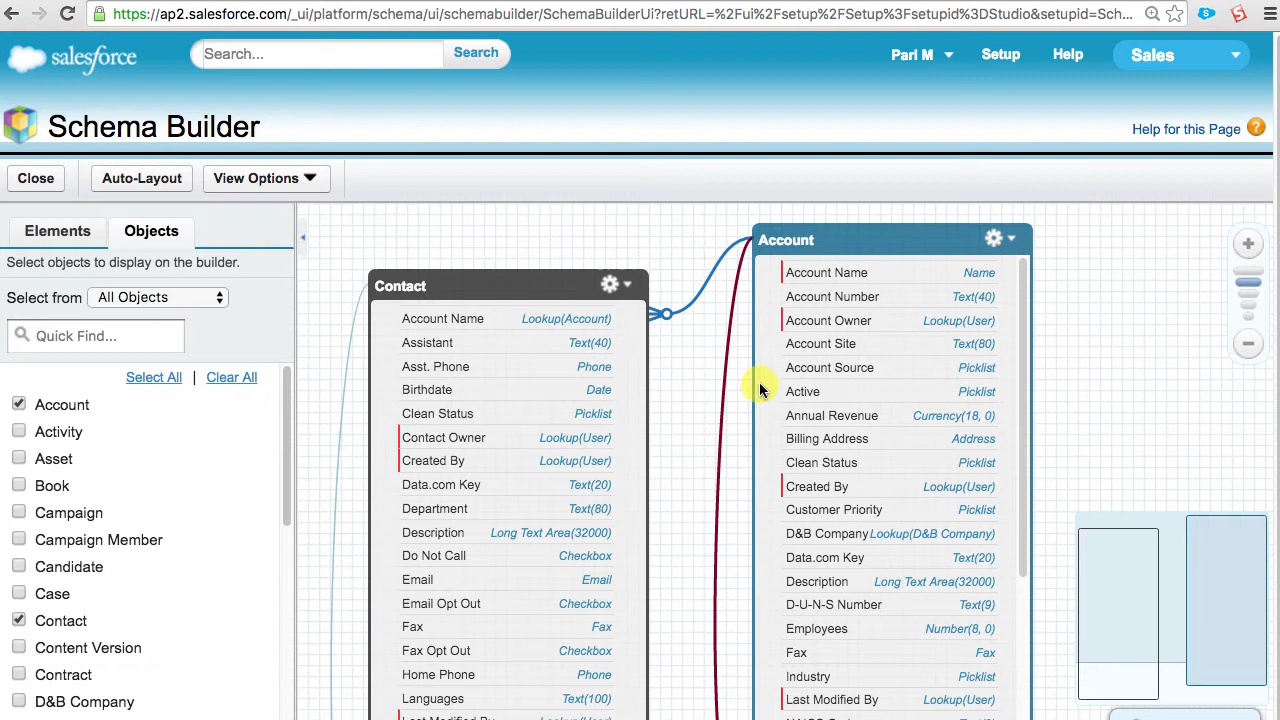 https://ap2.salesforce.com/_ui/platform/schema/ui/schemabuilder/SchemaBuilderUi?retURL=%2Fui%2Fsetup%2FSetup%3Fsetupid%3DStudio&setupid=Sch...
salesforce
Search...
Search
Pari M
Setup
Help
Sales
Schema Builder
Help for this Page ?
Close
Auto-Layout
View Options
Elements
Objects
Select objects to display on the builder.
Select from All Objects
Quick Find...
Select All | Clear All
Account
Activity
Asset
Book
Campaign
Campaign Member
Candidate
Case
Contact
Content Version
Contract
D&B Company
Contact
Account Name Lookup(Account)
Assistant Text(40)
Asst. Phone Phone
Birthdate Date
Clean Status Picklist
Contact Owner Lookup(User)
Created By Lookup(User)
Data.com Key Text(20)
Department Text(80)
Description Long Text Area(32000)
Do Not Call Checkbox
Email Email
Email Opt Out Checkbox
Fax Fax
Fax Opt Out Checkbox
Home Phone Phone
Languages Text(100)
Last Modified By Lookup(User)
Account
Account Name Name
Account Number Text(40)
Account Owner Lookup(User)
Account Site Text(80)
Account Source Picklist
Active Picklist
Annual Revenue Currency(18, 0)
Billing Address Address
Clean Status Picklist
Created By Lookup(User)
Customer Priority Picklist
D&B Company Lookup(D&B Company)
Data.com Key Text(20)
Description Long Text Area(32000)
D-U-N-S Number Text(9)
Employees Number(8, 0)
Fax Fax
Industry Picklist
Last Modified By Lookup(User)